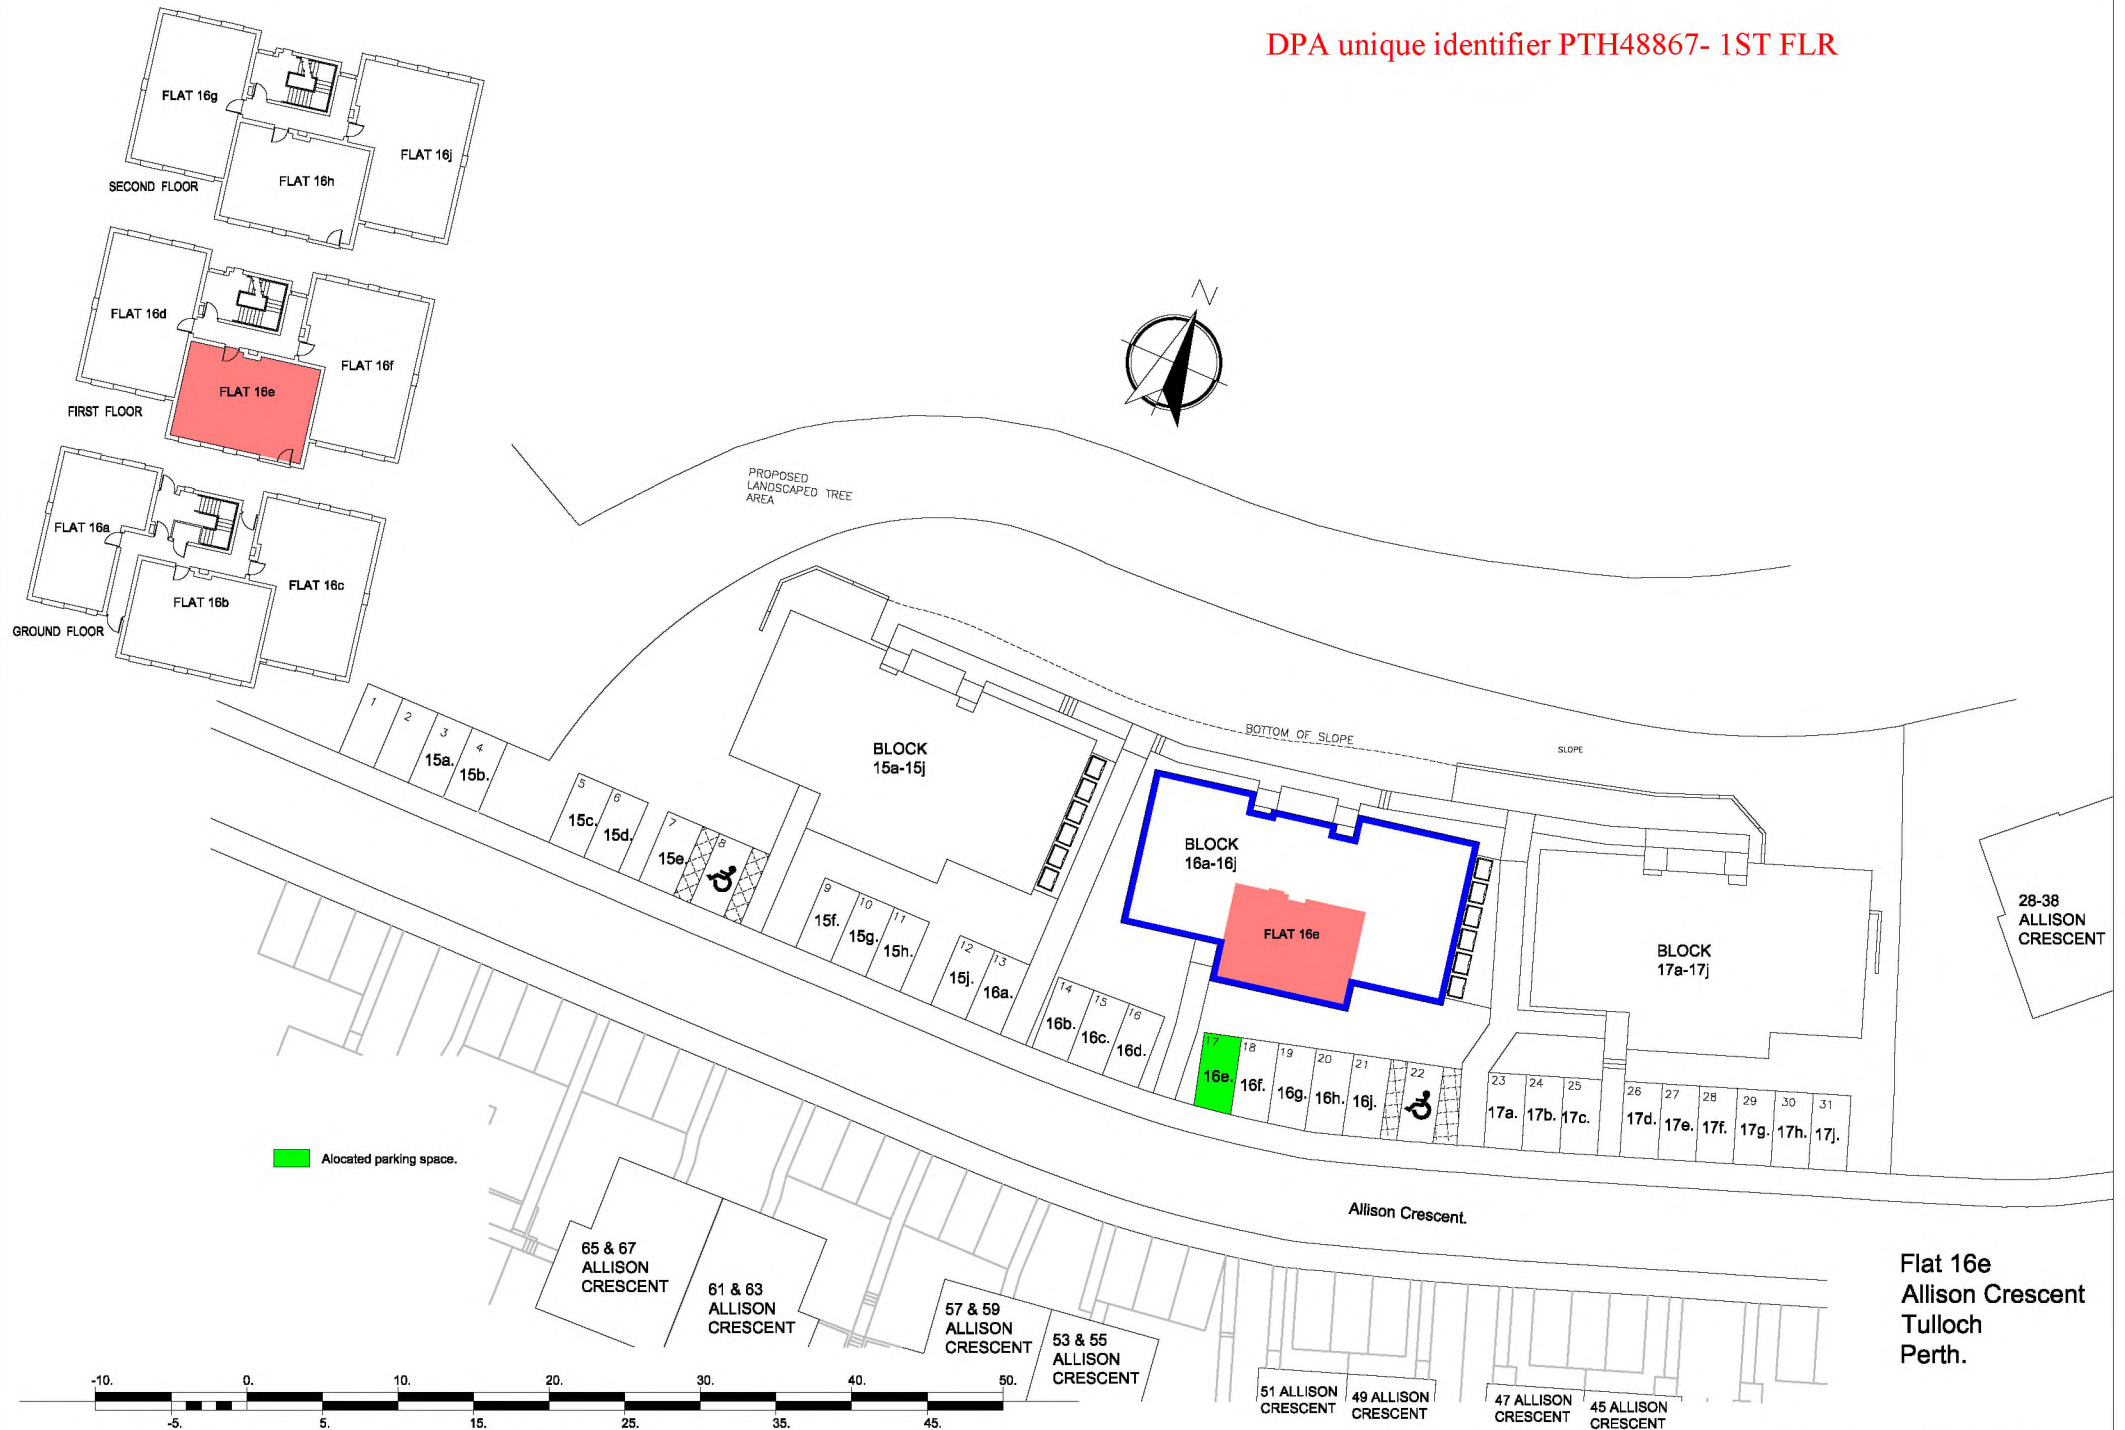 DPA unique identifier PTH48867- 1ST FLR
FLAT 16g
FLAT 16j
FLAT 16h
SECOND FLOOR
FLAT 16d
FLAT 16f
FLAT 16e
FIRST FLOOR
FLAT 16a
FLAT 16c
FLAT 16b
GROUND FLOOR
N
PROPOSED
LANDSCAPED TREE
AREA
BOTTOM OF SLOPE
SLOPE
BLOCK
15a-15j
BLOCK
16a-16j
FLAT 16e
BLOCK
17a-17j
28-38
ALLISON
CRESCENT
1
2
3
15a.
4
15b.
5
15c.
6
15d.
7
15e.
8
9
15f.
10
15g.
11
15h.
12
15j.
13
16a.
14
16b.
15
16c.
16
16d.
17
16e.
18
16f.
19
16g.
20
16h.
21
16j.
22
23
17a.
24
17b.
25
17c.
26
17d.
27
17e.
28
17f.
29
17g.
30
17h.
31
17j.
Alocated parking space.
Allison Crescent.
65 & 67
ALLISON
CRESCENT
61 & 63
ALLISON
CRESCENT
57 & 59
ALLISON
CRESCENT
53 & 55
ALLISON
CRESCENT
51 ALLISON
CRESCENT
49 ALLISON
CRESCENT
47 ALLISON
CRESCENT
45 ALLISON
CRESCENT
Flat 16e
Allison Crescent
Tulloch
Perth.
-10. 0. 10. 20. 30. 40. 50.
-5. 5. 15. 25. 35. 45.